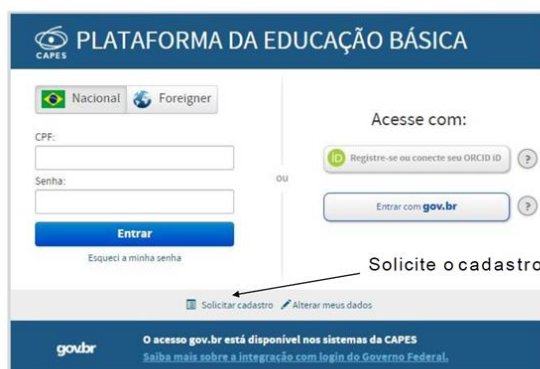 CAPES
PLATAFORMA DA EDUCAÇÃO BÁSICA
Nacional
Foreigner
CPF:
Senha:
Entrar
Esqueci a minha senha
ou
Acesse com:
iD Registre-se ou conecte seu ORCID iD ?
Entrar com gov.br ?
Solicite o cadastro
Solicitar cadastro Alterar meus dados
gov.br
O acesso gov.br está disponível nos sistemas da CAPES
Saiba mais sobre a integração com login do Governo Federal.